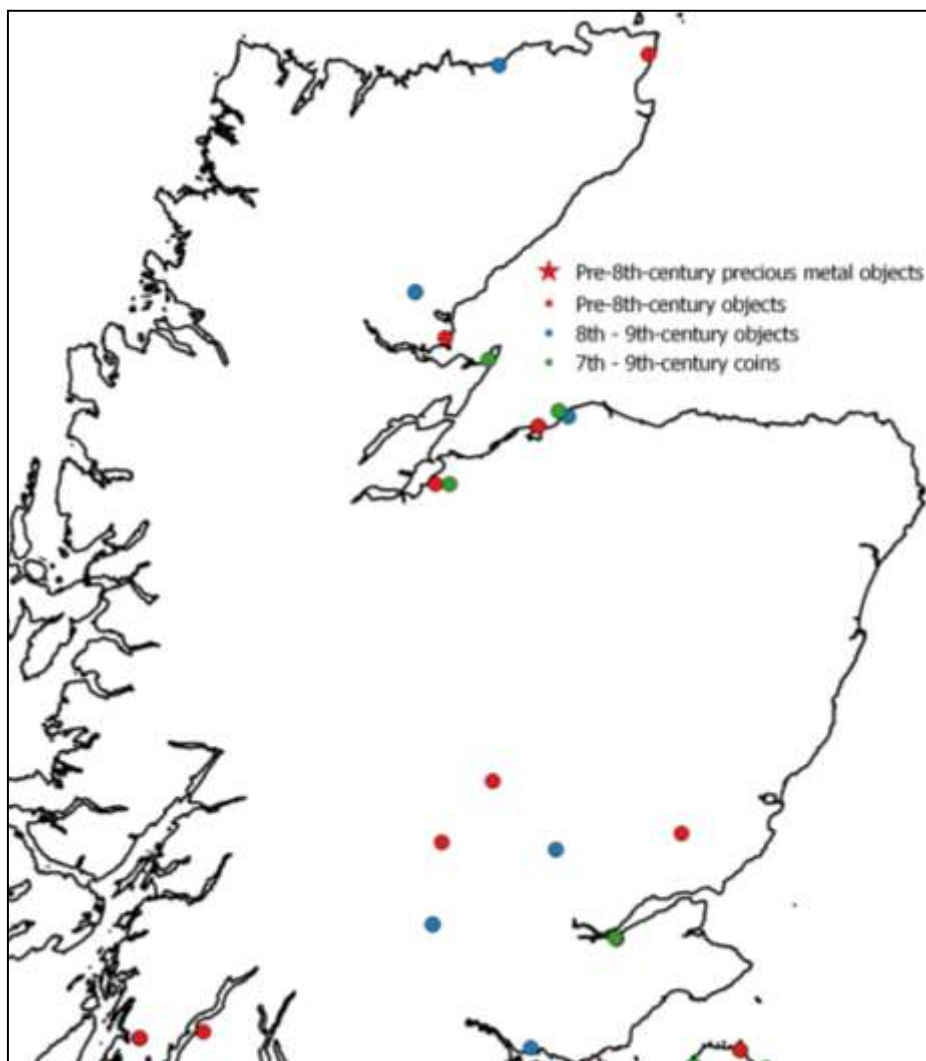 Pre-8th-century precious metal objects
Pre-8th-century objects
8th - 9th-century objects
7th - 9th-century coins